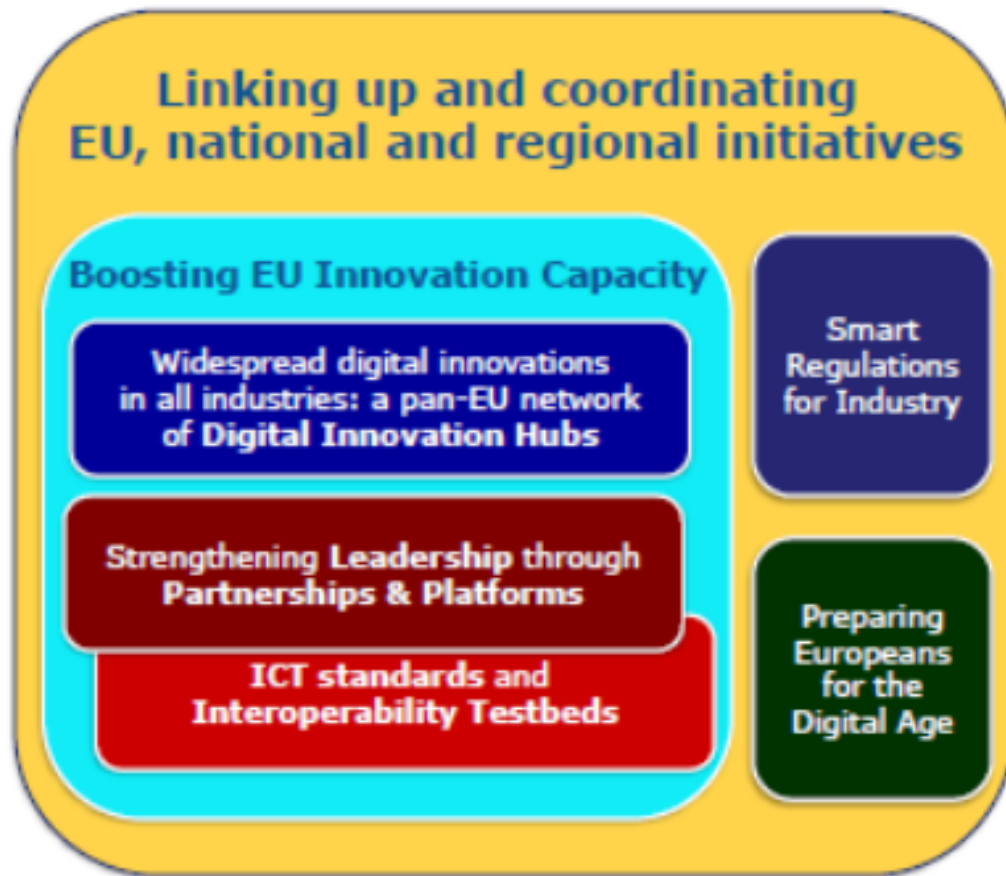 Linking up and coordinating
EU, national and regional initiatives
Boosting EU Innovation Capacity
Widespread digital innovations
in all industries: a pan-EU network
of Digital Innovation Hubs
Strengthening Leadership through
Partnerships & Platforms
ICT standards and
Interoperability Testbeds
Smart
Regulations
for Industry
Preparing
Europeans
for the
Digital Age